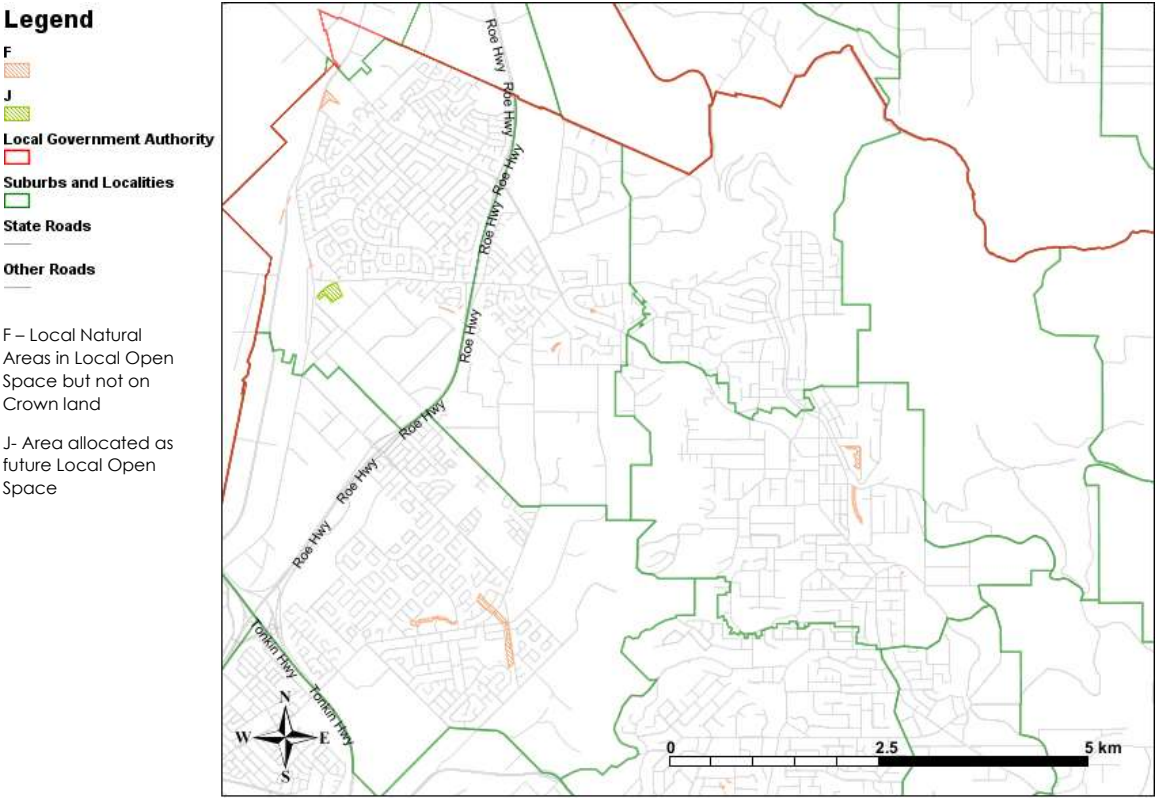 Legend
F
J
Local Government Authority
Suburbs and Localities
State Roads
Other Roads
F – Local Natural
Areas in Local Open
Space but not on
Crown land
J- Area allocated as
future Local Open
Space
Roe Hwy
Roe Hwy
Roe Hwy
Roe Hwy
Roe Hwy
Roe Hwy
Roe Hwy
Roe Hwy
Tonkin Hwy
Tonkin Hwy
N
W
E
S
0
2.5
5 km